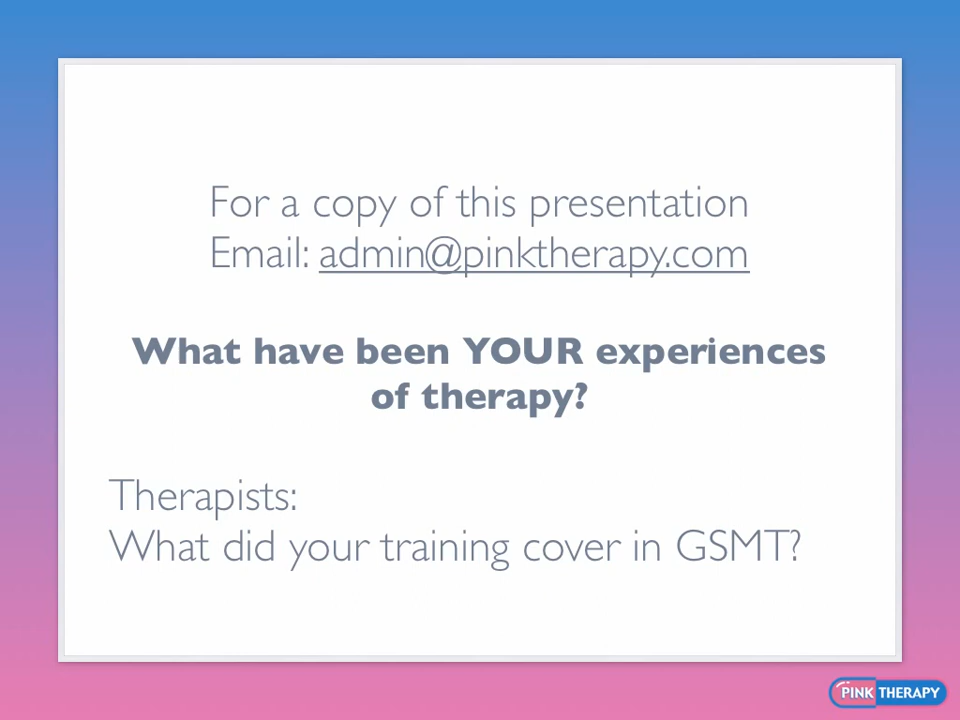 For a copy of this presentation
Email: admin@pinktherapy.com
What have been YOUR experiences
of therapy?
Therapists:
What did your training cover in GSMT?
PINK THERAPY